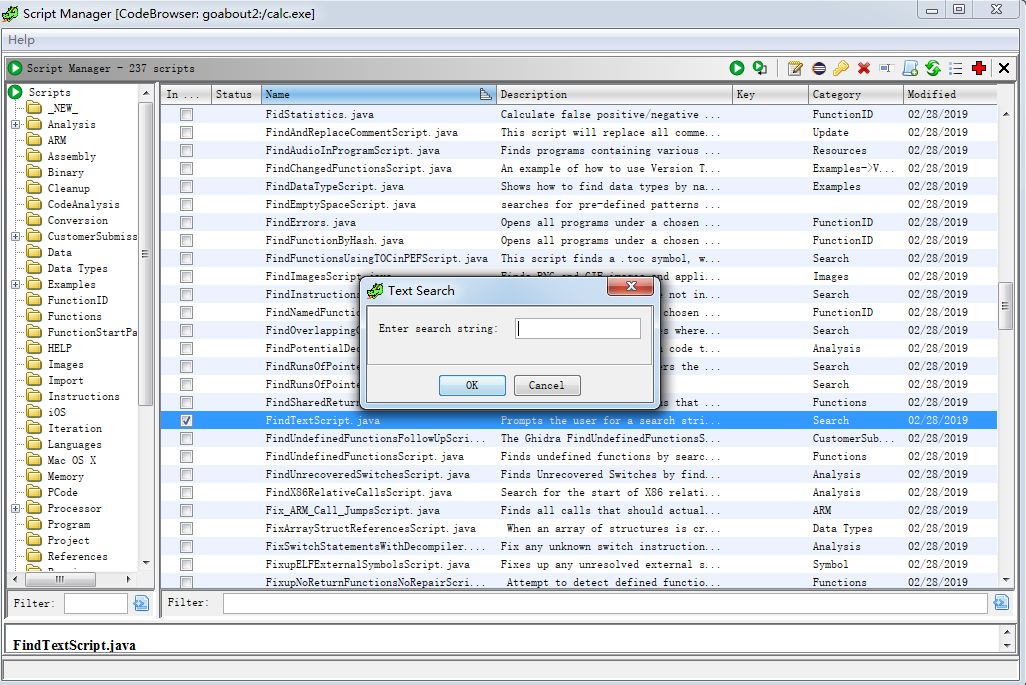 Script Manager [CodeBrowser: goabout2:/calc.exe]
Help
Script Manager - 237 scripts
Scripts
_NEW_
Analysis
ARM
Assembly
Binary
Cleanup
CodeAnalysis
Conversion
CustomerSubmiss
Data
Data Types
Examples
FunctionID
Functions
FunctionStartPa
HELP
Images
Import
Instructions
iOS
Iteration
Languages
Mac OS X
Memory
PCode
Processor
Program
Project
References
Filter:
In ... Status Name Description Key Category Modified
FidStatistics.java Calculate false positive/negative ... FunctionID 02/28/2019
FindAndReplaceCommentScript.java This script will replace all comme... Update 02/28/2019
FindAudioInProgramScript.java Finds programs containing various ... Resources 02/28/2019
FindChangedFunctionsScript.java An example of how to use Version T... Examples->V... 02/28/2019
FindDataTypeScript.java Shows how to find data types by na... Examples 02/28/2019
FindEmptySpaceScript.java searches for pre-defined patterns ... 02/28/2019
FindErrors.java Opens all programs under a chosen ... FunctionID 02/28/2019
FindFunctionByHash.java Opens all programs under a chosen ... FunctionID 02/28/2019
FindFunctionsUsingTOCinPEFScript.java This script finds a .toc symbol, w... Search 02/28/2019
FindImagesScript.java Finds PNG and GIF images and appli... Images 02/28/2019
FindInstructions not in... Search 02/28/2019
FindNamedFunctio chosen ... FunctionID 02/28/2019
FindOverlapping es where... Search 02/28/2019
FindPotentialDec code t... Analysis 02/28/2019
FindRunsOfPointe ers the ... Search 02/28/2019
FindRunsOfPointe Search 02/28/2019
FindSharedReturn s that ... Functions 02/28/2019
FindTextScript.java Prompts the user for a search stri... Search 02/28/2019
FindUndefinedFunctionsFollowUpScri... The Ghidra FindUndefinedFunctionsS... CustomerSub... 02/28/2019
FindUndefinedFunctionsScript.java Finds undefined functions by searc... Functions 02/28/2019
FindUnrecoveredSwitchesScript.java Finds Unrecovered Switches by find... Analysis 02/28/2019
FindX86RelativeCallsScript.java Search for the start of X86 relati... Analysis 02/28/2019
Fix_ARM_Call_JumpsScript.java Finds all calls that should actual... ARM 02/28/2019
FixArrayStructReferencesScript.java When an array of structures is cr... Data Types 02/28/2019
FixSwitchStatementsWithDecompiler.... Fix any unknown switch instruction... Analysis 02/28/2019
FixupELFExternalSymbolsScript.java Fixes up any unresolved external s... Symbol 02/28/2019
FixupNoReturnFunctionsNoRepairScri... Attempt to detect defined functio... Functions 02/28/2019
Filter:
Text Search
Enter search string:
OK Cancel
FindTextScript.java